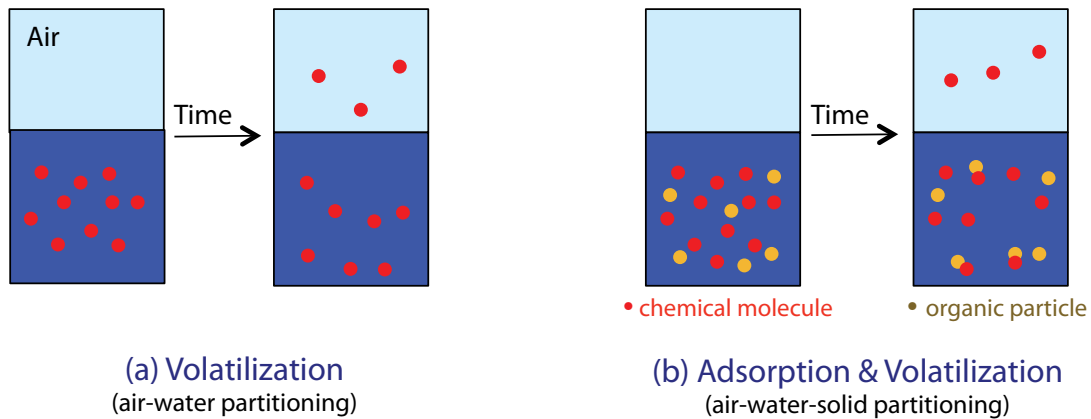 Air
Time
Time
• chemical molecule
• organic particle
(a) Volatilization
(air-water partitioning)
(b) Adsorption & Volatilization
(air-water-solid partitioning)